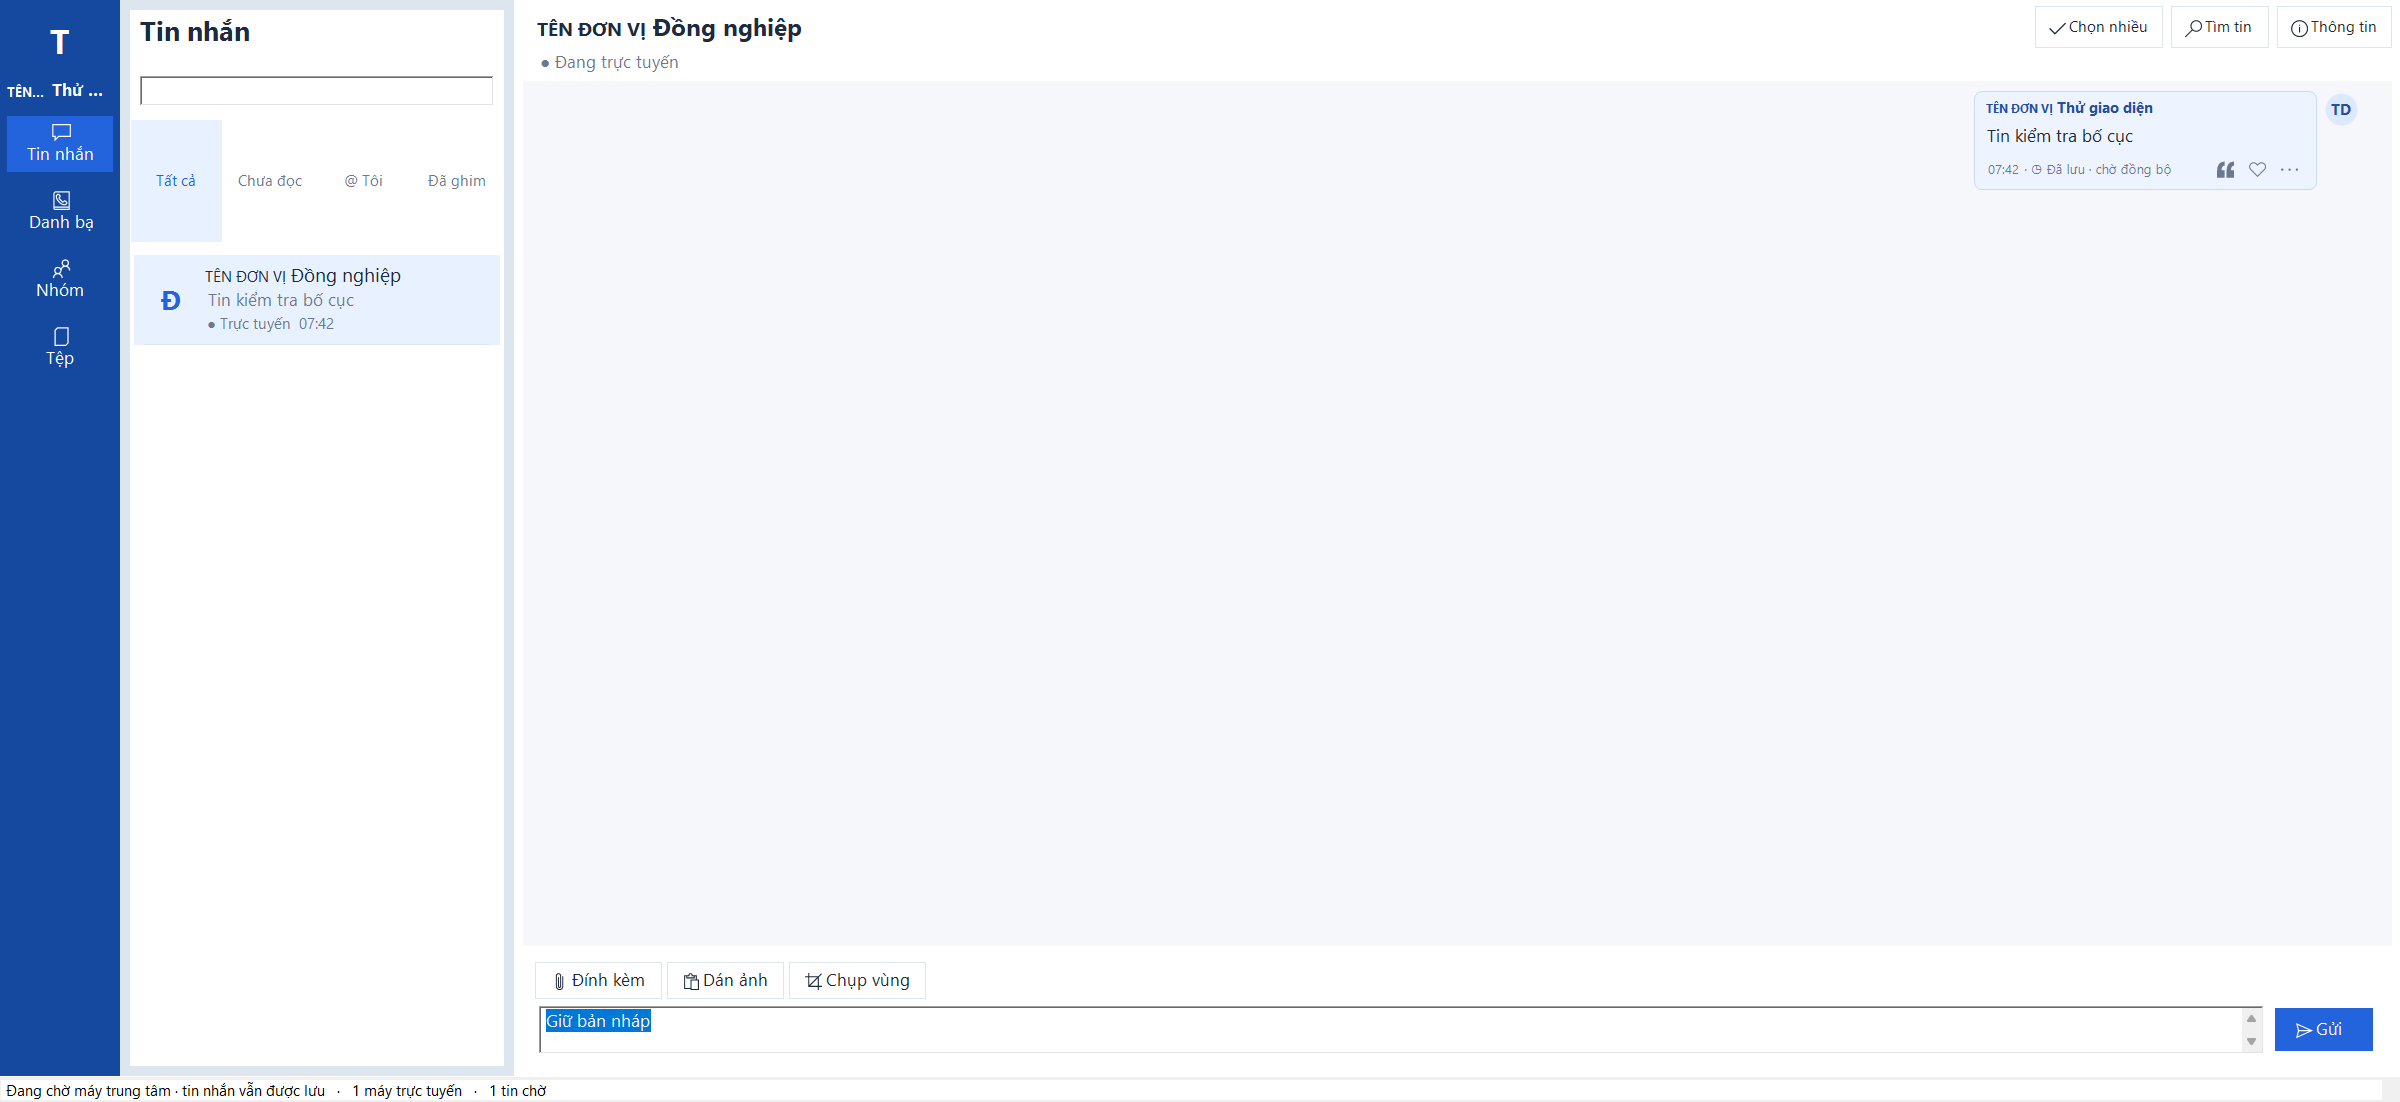 T
TÊN... Thử ...
Tin nhắn
Danh bạ
Nhóm
Tệp
Tin nhắn
Tất cả Chưa đọc @ Tôi Đã ghim
Đ
TÊN ĐƠN VỊ Đồng nghiệp
Tin kiểm tra bố cục
● Trực tuyến 07:42
TÊN ĐƠN VỊ Đồng nghiệp
● Đang trực tuyến
Chọn nhiều Tìm tin Thông tin
TÊN ĐƠN VỊ Thử giao diện
TD
Tin kiểm tra bố cục
07:42 · ◷ Đã lưu · chờ đồng bộ
Đính kèm Dán ảnh Chụp vùng
Giữ bản nháp
Gửi
Đang chờ máy trung tâm · tin nhắn vẫn được lưu · 1 máy trực tuyến · 1 tin chờ